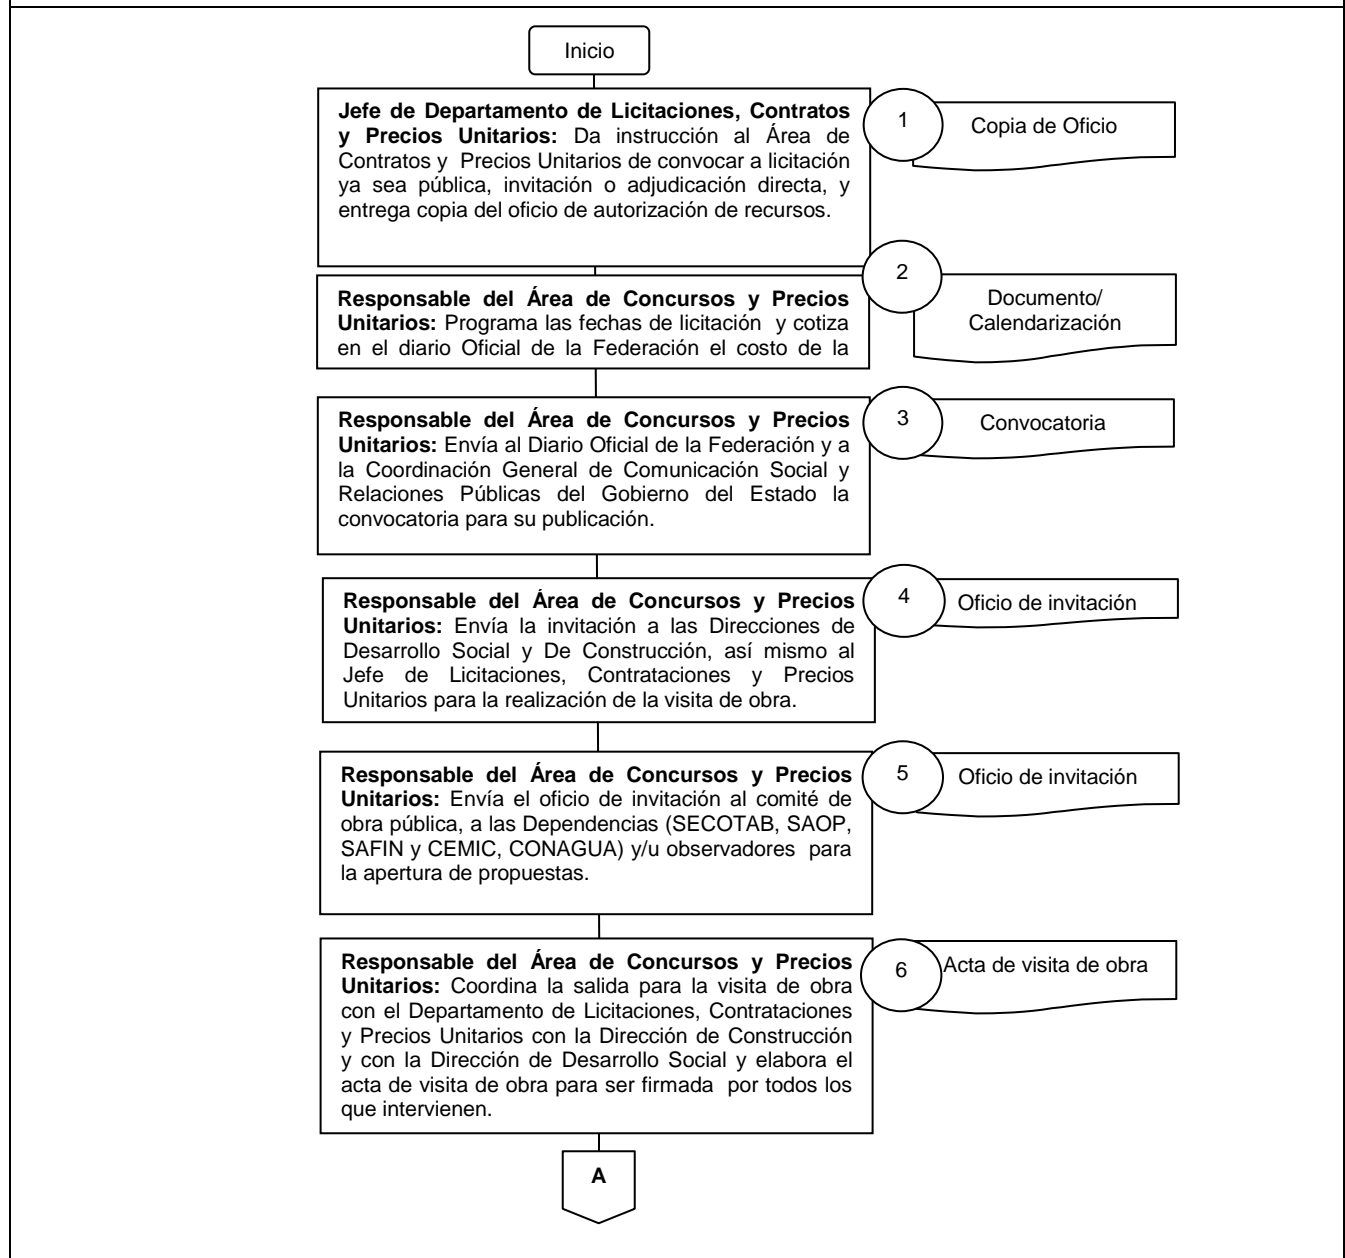 Inicio
Jefe de Departamento de Licitaciones, Contratos
y Precios Unitarios: Da instrucción al Área de
Contratos y Precios Unitarios de convocar a licitación
ya sea pública, invitación o adjudicación directa, y
entrega copia del oficio de autorización de recursos.
1
Copia de Oficio
Responsable del Área de Concursos y Precios
Unitarios: Programa las fechas de licitación y cotiza
en el diario Oficial de la Federación el costo de la
2
Documento/
Calendarización
Responsable del Área de Concursos y Precios
Unitarios: Envía al Diario Oficial de la Federación y a
la Coordinación General de Comunicación Social y
Relaciones Públicas del Gobierno del Estado la
convocatoria para su publicación.
3
Convocatoria
Responsable del Área de Concursos y Precios
Unitarios: Envía la invitación a las Direcciones de
Desarrollo Social y De Construcción, así mismo al
Jefe de Licitaciones, Contrataciones y Precios
Unitarios para la realización de la visita de obra.
4
Oficio de invitación
Responsable del Área de Concursos y Precios
Unitarios: Envía el oficio de invitación al comité de
obra pública, a las Dependencias (SECOTAB, SAOP,
SAFIN y CEMIC, CONAGUA) y/u observadores para
la apertura de propuestas.
5
Oficio de invitación
Responsable del Área de Concursos y Precios
Unitarios: Coordina la salida para la visita de obra
con el Departamento de Licitaciones, Contrataciones
y Precios Unitarios con la Dirección de Construcción
y con la Dirección de Desarrollo Social y elabora el
acta de visita de obra para ser firmada por todos los
que intervienen.
6
Acta de visita de obra
A